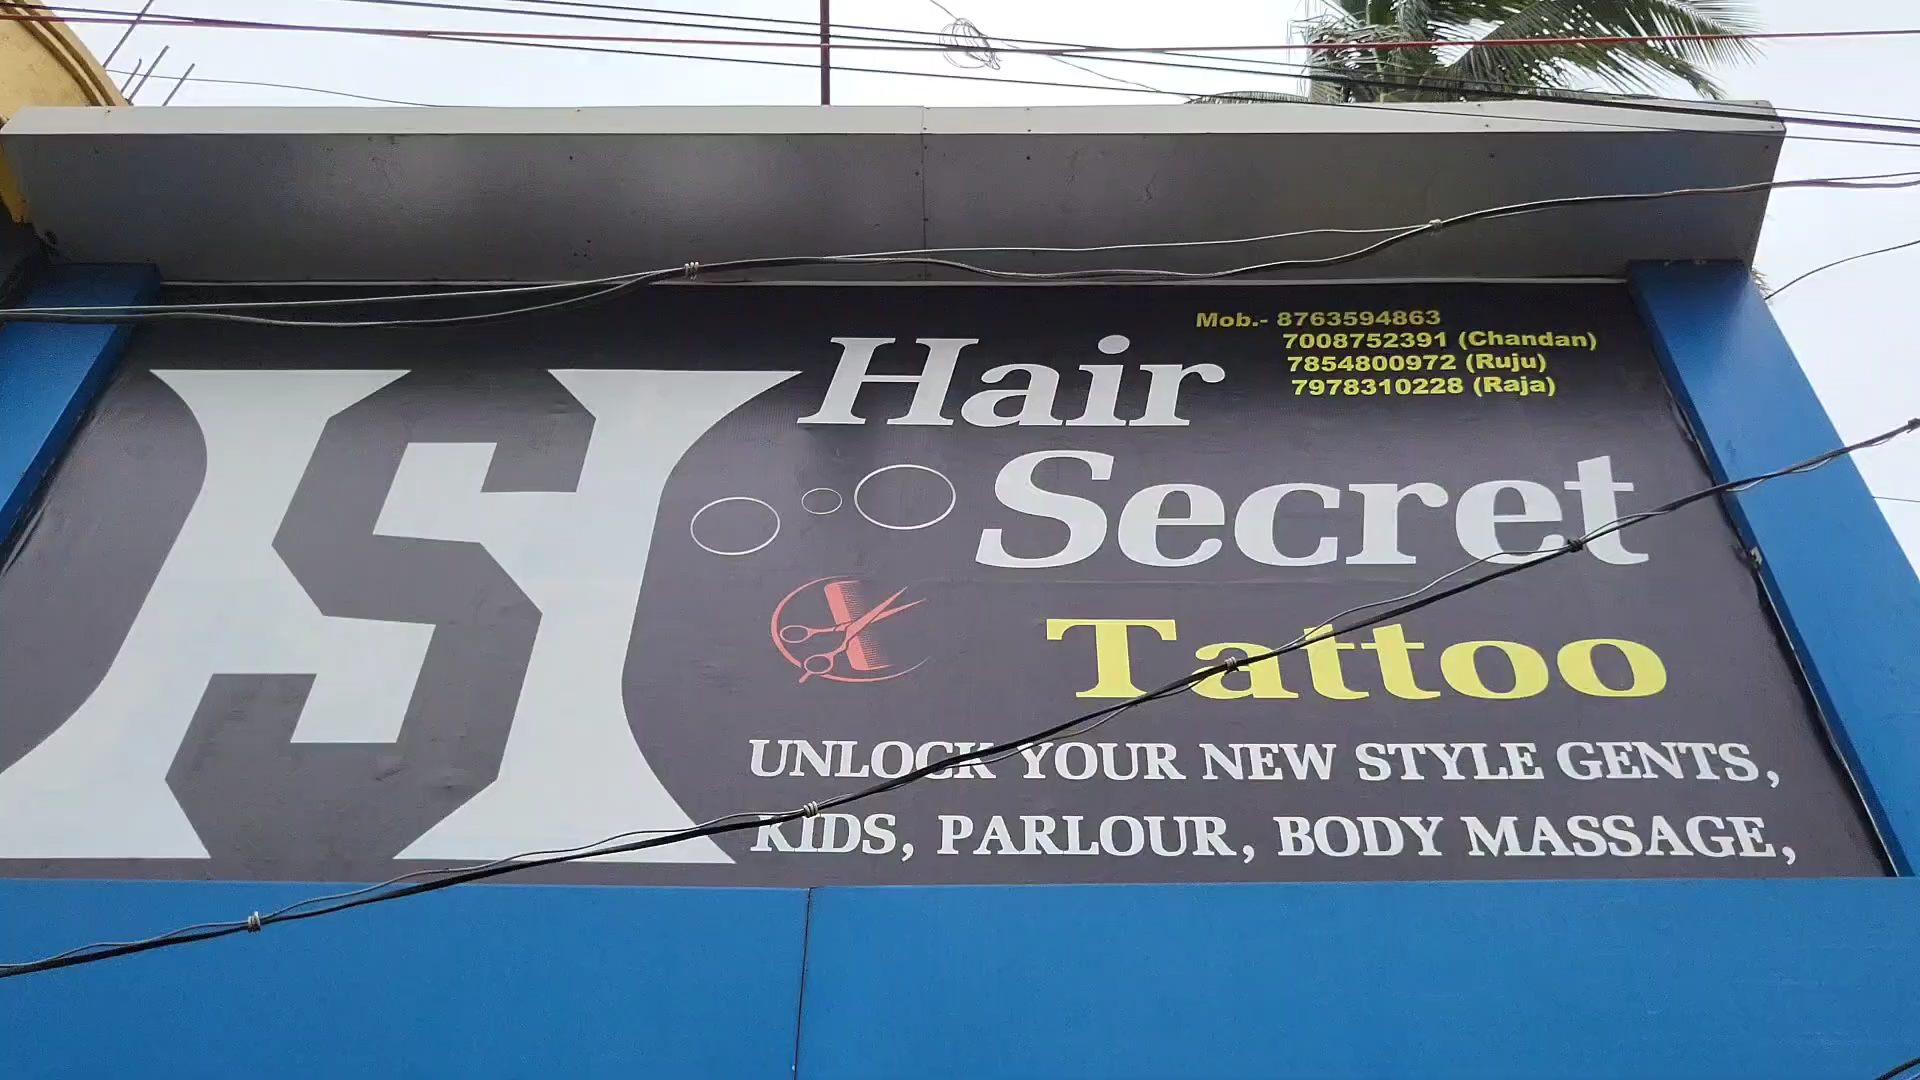 HS
Hair
Secret
Tattoo
Mob.- 8763594863
7008752391 (Chandan)
7854800972 (Ruju)
7978310228 (Raja)
UNLOCK YOUR NEW STYLE GENTS,
KIDS, PARLOUR, BODY MASSAGE,